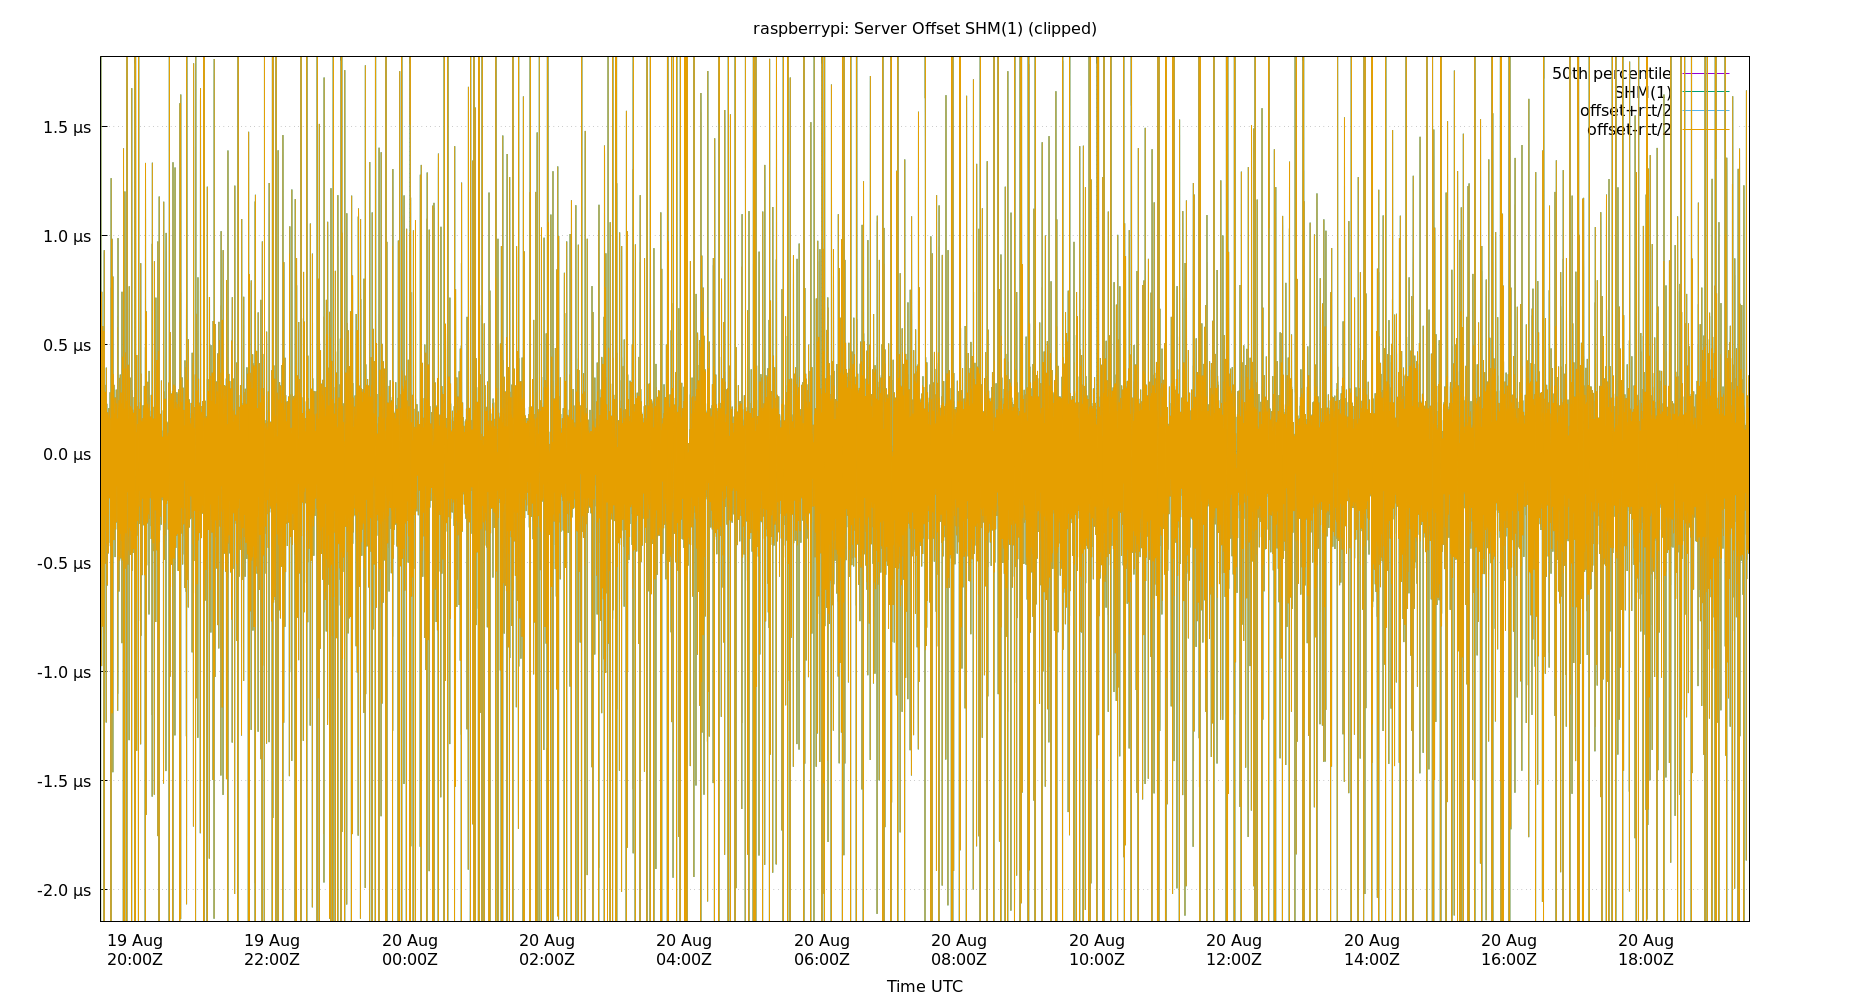 raspberrypi: Server Offset SHM(1) (clipped)
50th percentile
SHM(1)
offset+rtt/2
offset-rtt/2
1.5 µs
1.0 µs
0.5 µs
0.0 µs
-0.5 µs
-1.0 µs
-1.5 µs
-2.0 µs
19 Aug 19 Aug 20 Aug 20 Aug 20 Aug 20 Aug 20 Aug 20 Aug 20 Aug 20 Aug 20 Aug 20 Aug
20:00Z 22:00Z 00:00Z 02:00Z 04:00Z 06:00Z 08:00Z 10:00Z 12:00Z 14:00Z 16:00Z 18:00Z
Time UTC